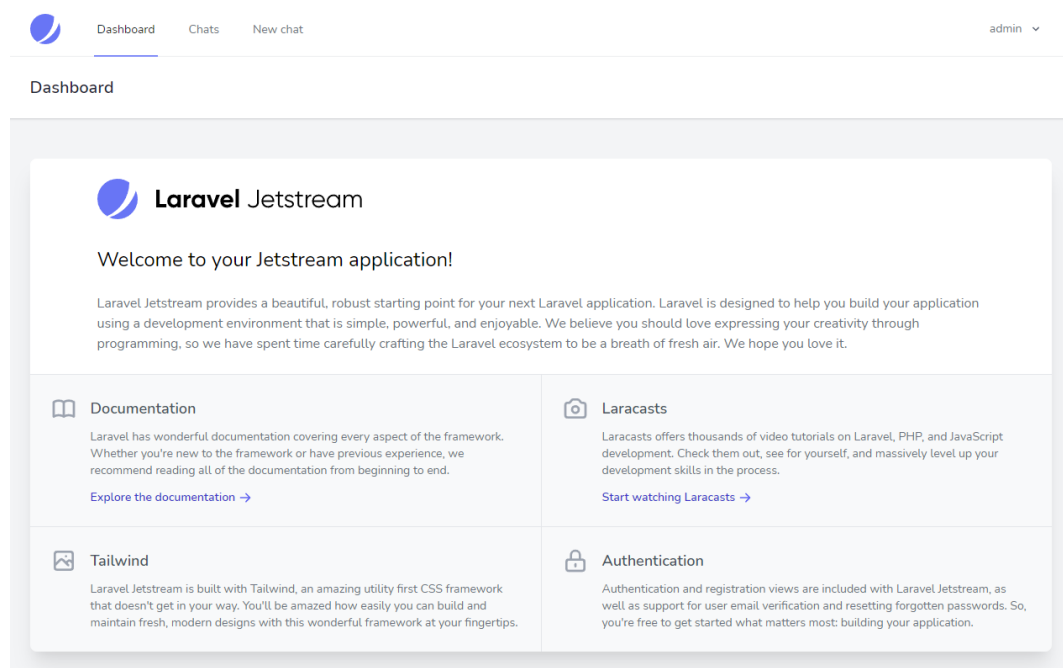 Dashboard Chats New chat admin
Dashboard
Laravel Jetstream
Welcome to your Jetstream application!
Laravel Jetstream provides a beautiful, robust starting point for your next Laravel application. Laravel is designed to help you build your application
using a development environment that is simple, powerful, and enjoyable. We believe you should love expressing your creativity through
programming, so we have spent time carefully crafting the Laravel ecosystem to be a breath of fresh air. We hope you love it.
Documentation
Laravel has wonderful documentation covering every aspect of the framework.
Whether you're new to the framework or have previous experience, we
recommend reading all of the documentation from beginning to end.
Explore the documentation →
Laracasts
Laracasts offers thousands of video tutorials on Laravel, PHP, and JavaScript
development. Check them out, see for yourself, and massively level up your
development skills in the process.
Start watching Laracasts →
Tailwind
Laravel Jetstream is built with Tailwind, an amazing utility first CSS framework
that doesn't get in your way. You'll be amazed how easily you can build and
maintain fresh, modern designs with this wonderful framework at your fingertips.
Authentication
Authentication and registration views are included with Laravel Jetstream, as
well as support for user email verification and resetting forgotten passwords. So,
you're free to get started what matters most: building your application.